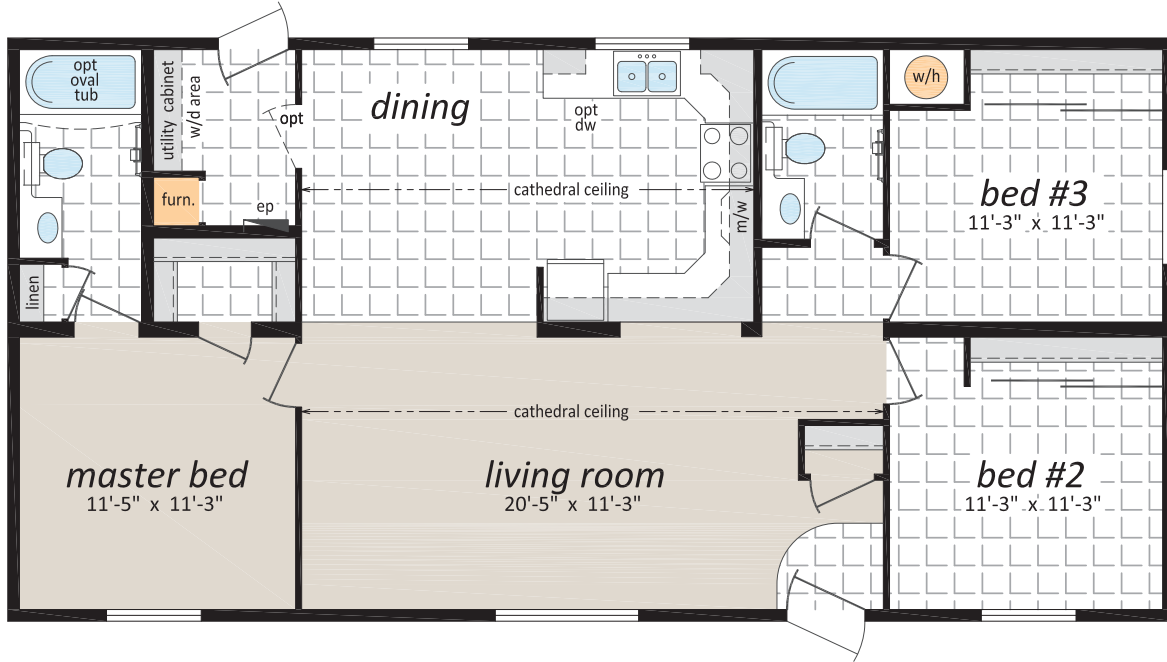 opt
oval
tub
utility cabinet
w/d area
opt
dining
opt
dw
w/h
cathedral ceiling
m/w
furn.
ep
linen
bed #3
11'-3" x 11'-3"
cathedral ceiling
master bed
11'-5" x 11'-3"
living room
20'-5" x 11'-3"
bed #2
11'-3" x 11'-3"